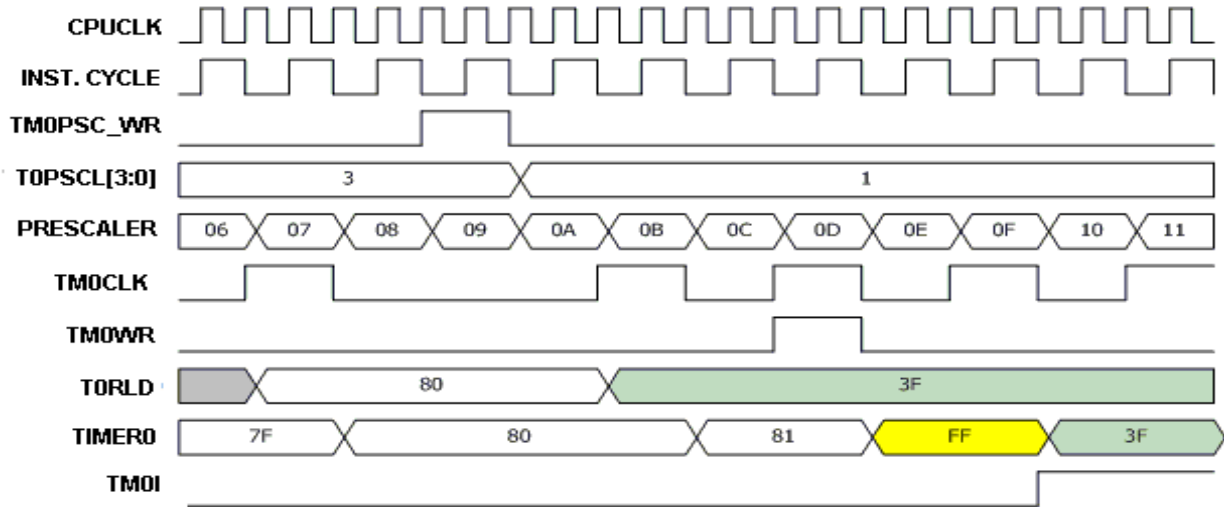 CPUCLK
INST. CYCLE
TM0PSC_WR
T0PSCL[3:0] 3 1
PRESCALER 06 07 08 09 0A 0B 0C 0D 0E 0F 10 11
TM0CLK
TM0WR
T0RLD 80 3F
TIMER0 7F 80 81 FF 3F
TM0I